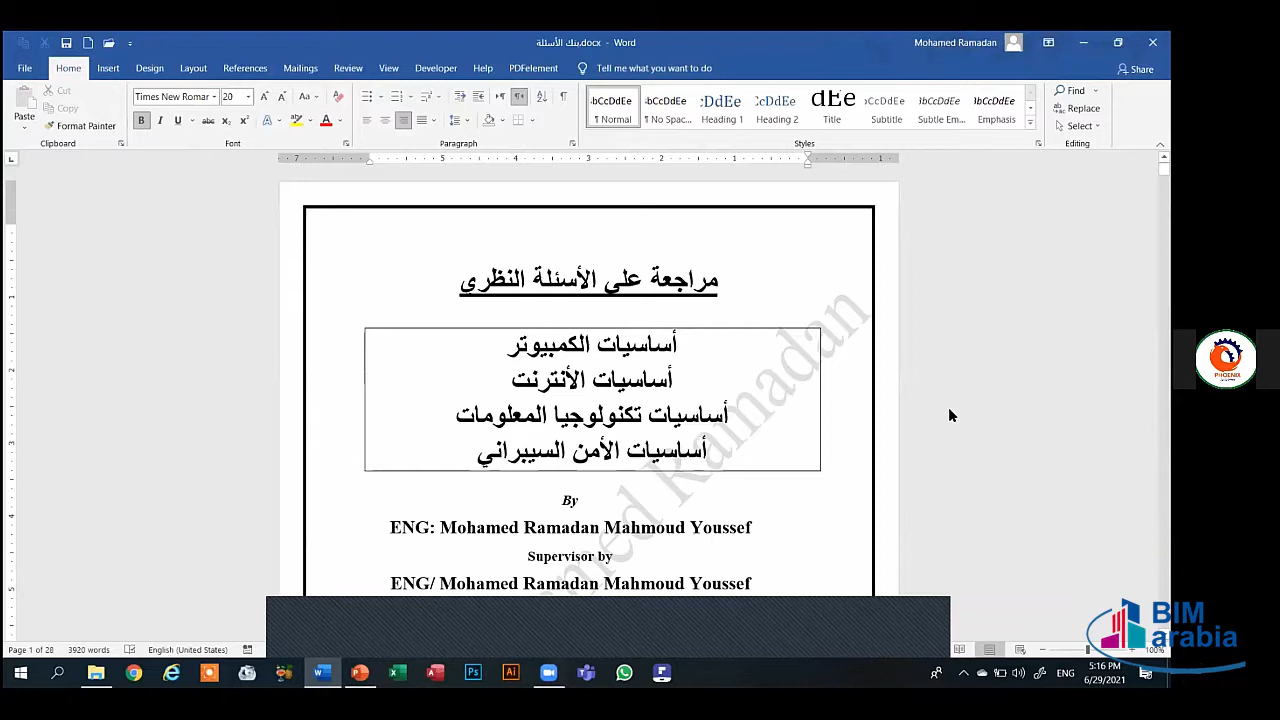 بنك الأسئلة.docx - Word
Mohamed Ramadan
File Home Insert Design Layout References Mailings Review View Developer Help PDFelement Tell me what you want to do Share
Paste
Cut
Copy
Format Painter
Clipboard
Times New Romar 20
Font
Paragraph
¶ Normal
¶ No Spac...
Heading 1
Heading 2
Title
Subtitle
Subtle Em...
Emphasis
Styles
Find
Replace
Select
Editing
مراجعة علي الأسئلة النظري
أساسيات الكمبيوتر
أساسيات الأنترنت
أساسيات تكنولوجيا المعلومات
أساسيات الأمن السيبراني
By
ENG: Mohamed Ramadan Mahmoud Youssef
Supervisor by
ENG/ Mohamed Ramadan Mahmoud Youssef
PHOENIX
BIM
arabia
Page 1 of 28 3920 words English (United States) 100%
ENG
5:16 PM
6/29/2021